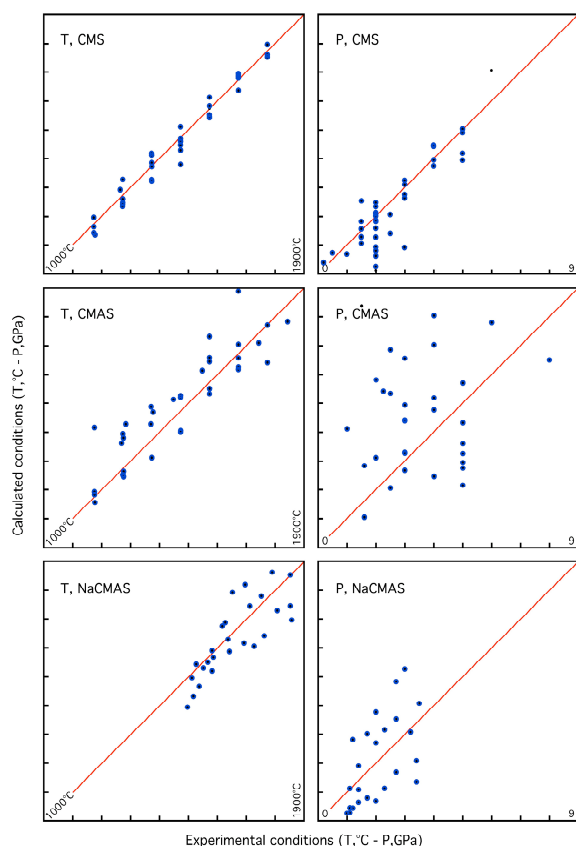 T, CMS
P, CMS
1000°C
1900°C
0
9
T, CMAS
P, CMAS
1000°C
1900°C
0
9
T, NaCMAS
P, NaCMAS
1000°C
1900°C
0
9
Calculated conditions (T,°C - P,GPa)
Experimental conditions (T,°C - P,GPa)